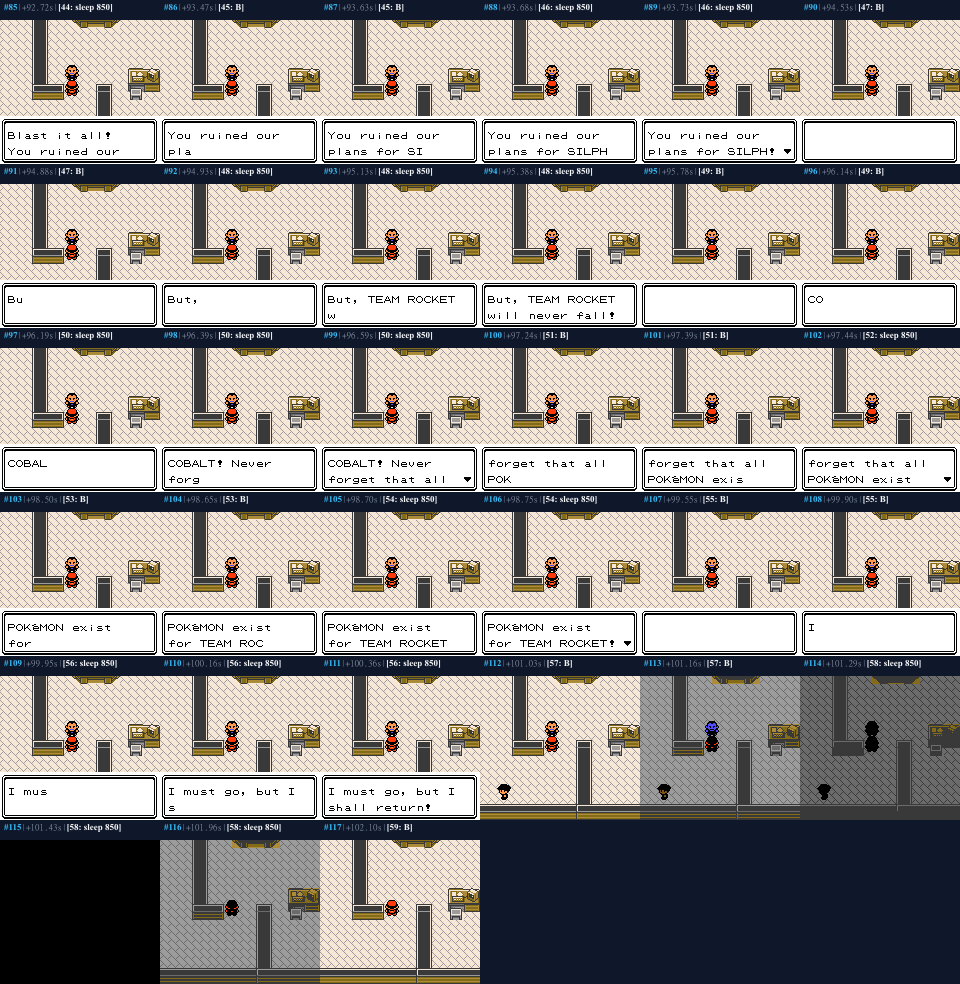 #85|+92.72s| [44: sleep 850]
#86|+93.47s| [45: B]
#87|+93.63s| [45: B]
#88|+93.68s| [46: sleep 850]
#89|+93.73s| [46: sleep 850]
#90|+94.53s| [47: B]
Blast it all!
You ruined our
You ruined our
pla
You ruined our
plans for SI
You ruined our
plans for SILPH
You ruined our
plans for SILPH! ▼
#91|+94.88s| [47: B]
#92|+94.93s| [48: sleep 850]
#93|+95.13s| [48: sleep 850]
#94|+95.38s| [48: sleep 850]
#95|+95.78s| [49: B]
#96|+96.14s| [49: B]
Bu
But,
But, TEAM ROCKET
w
But, TEAM ROCKET
will never fall!
CO
#97|+96.19s| [50: sleep 850]
#98|+96.39s| [50: sleep 850]
#99|+96.59s| [50: sleep 850]
#100|+97.24s| [51: B]
#101|+97.39s| [51: B]
#102|+97.44s| [52: sleep 850]
COBAL
COBALT! Never
forg
COBALT! Never
forget that all ▼
forget that all
POK
forget that all
POKéMON exis
forget that all
POKéMON exist ▼
#103|+98.50s| [53: B]
#104|+98.65s| [53: B]
#105|+98.70s| [54: sleep 850]
#106|+98.75s| [54: sleep 850]
#107|+99.55s| [55: B]
#108|+99.90s| [55: B]
POKéMON exist
for
POKéMON exist
for TEAM ROC
POKéMON exist
for TEAM ROCKET
POKéMON exist
for TEAM ROCKET! ▼
I
#109|+99.95s| [56: sleep 850]
#110|+100.16s| [56: sleep 850]
#111|+100.36s| [56: sleep 850]
#112|+101.03s| [57: B]
#113|+101.16s| [57: B]
#114|+101.29s| [58: sleep 850]
I mus
I must go, but I
s
I must go, but I
shall return!
#115|+101.43s| [58: sleep 850]
#116|+101.96s| [58: sleep 850]
#117|+102.10s| [59: B]